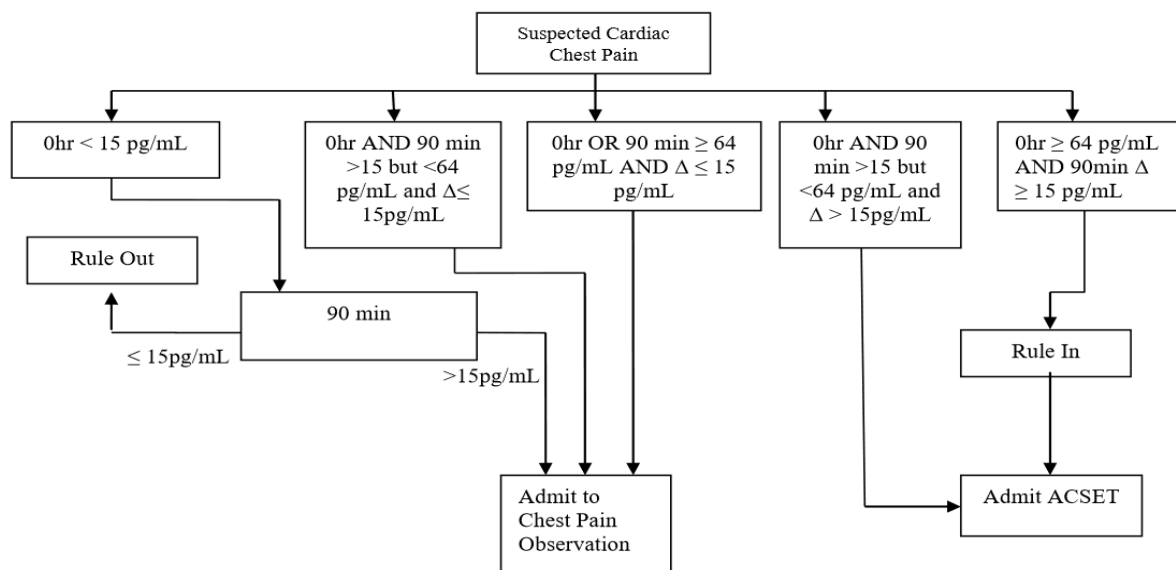 Suspected Cardiac
Chest Pain
0hr < 15 pg/mL
0hr AND 90 min
>15 but <64
pg/mL and Δ≤
15pg/mL
0hr OR 90 min ≥ 64
pg/mL AND Δ ≤ 15
pg/mL
0hr AND 90
min >15 but
<64 pg/mL and
Δ > 15pg/mL
0hr ≥ 64 pg/mL
AND 90min Δ
≥ 15 pg/mL
Rule Out
90 min
≤ 15pg/mL
>15pg/mL
Rule In
Admit to
Chest Pain
Observation
Admit ACSET